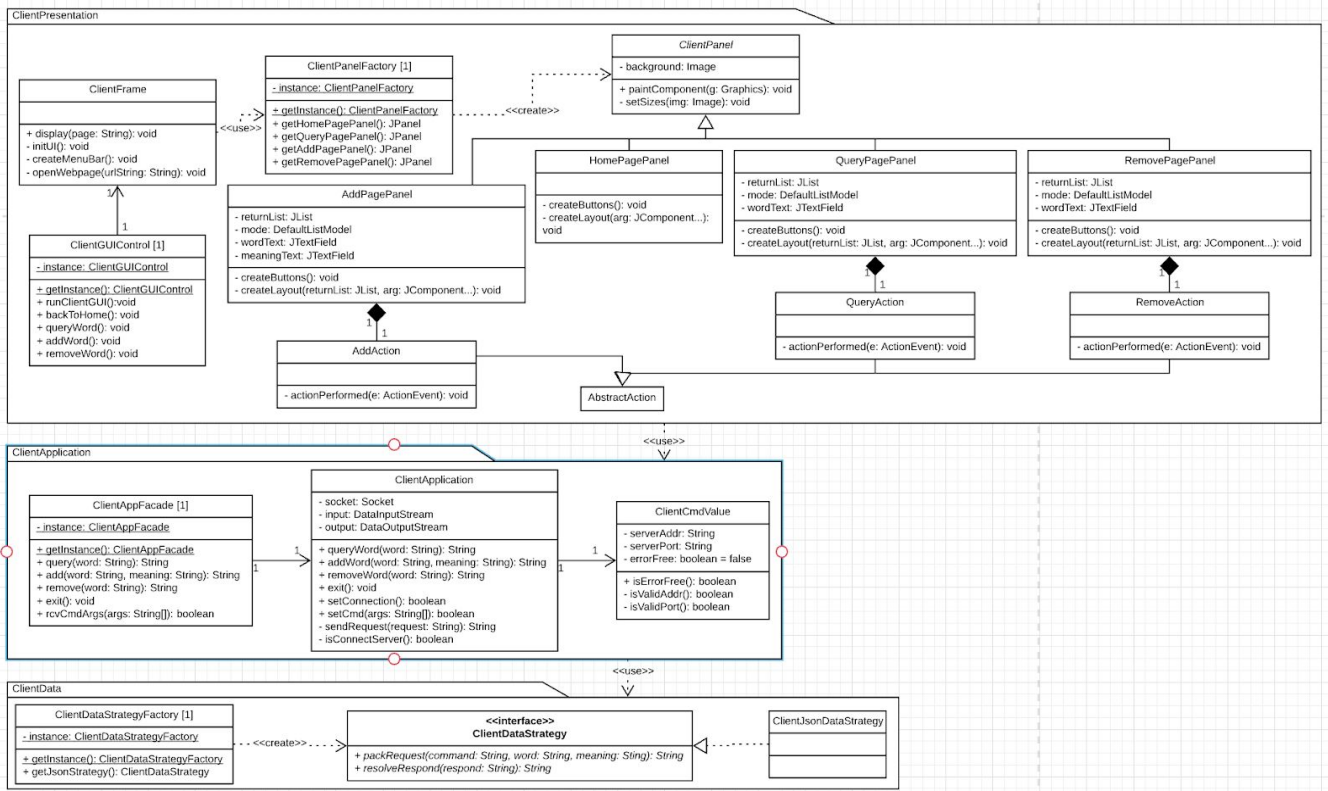 ClientPresentation
ClientPanel
- background: Image
+ paintComponent(g: Graphics): void
- setSizes(img: Image): void
ClientPanelFactory [1]
- instance: ClientPanelFactory
+ getInstance(): ClientPanelFactory
+ getHomePagePanel(): JPanel
+ getQueryPagePanel(): JPanel
+ getAddPagePanel(): JPanel
+ getRemovePagePanel(): JPanel
<<create>>
ClientFrame
+ display(page: String): void
- initUI(): void
- createMenuBar(): void
- openWebpage(urlString: String): void
<<use>>
1
1
ClientGUIControl [1]
- instance: ClientGUIControl
+ getInstance(): ClientGUIControl
+ runClientGUI():void
+ backToHome(): void
+ queryWord(): void
+ addWord(): void
+ removeWord(): void
AddPagePanel
- returnList: JList
- mode: DefaultListModel
- wordText: JTextField
- meaningText: JTextField
- createButtons(): void
- createLayout(returnList: JList, arg: JComponent...): void
HomePagePanel
- createButtons(): void
- createLayout(arg: JComponent...):
void
QueryPagePanel
- returnList: JList
- mode: DefaultListModel
- wordText: JTextField
- createButtons(): void
- createLayout(returnList: JList, arg: JComponent...): void
RemovePagePanel
- returnList: JList
- mode: DefaultListModel
- wordText: JTextField
- createButtons(): void
- createLayout(returnList: JList, arg: JComponent...): void
1
1
AddAction
- actionPerformed(e: ActionEvent): void
1
1
QueryAction
- actionPerformed(e: ActionEvent): void
1
1
RemoveAction
- actionPerformed(e: ActionEvent): void
AbstractAction
<<use>>
ClientApplication
ClientAppFacade [1]
- instance: ClientAppFacade
+ getInstance(): ClientAppFacade
+ query(word: String): String
+ add(word: String, meaning: String): String
+ remove(word: String): String
+ exit(): void
+ rcvCmdArgs(args: String[]): boolean
1
1
ClientApplication
- socket: Socket
- input: DataInputStream
- output: DataOutputStream
+ queryWord(word: String): String
+ addWord(word: String, meaning: String): String
+ removeWord(word: String): String
+ exit(): void
+ setConnection(): boolean
+ setCmd(args: String[]): boolean
- sendRequest(request: String): String
- isConnectServer(): boolean
1
1
ClientCmdValue
- serverAddr: String
- serverPort: String
- errorFree: boolean = false
+ isErrorFree(): boolean
- isValidAddr(): boolean
- isValidPort(): boolean
<<use>>
ClientData
ClientDataStrategyFactory [1]
- instance: ClientDataStrategyFactory
+ getInstance(): ClientDataStrategyFactory
+ getJsonStrategy(): ClientDataStrategy
<<create>>
<<interface>>
ClientDataStrategy
+ packRequest(command: String, word: String, meaning: Sting): String
+ resolveRespond(respond: String): String
ClientJsonDataStrategy